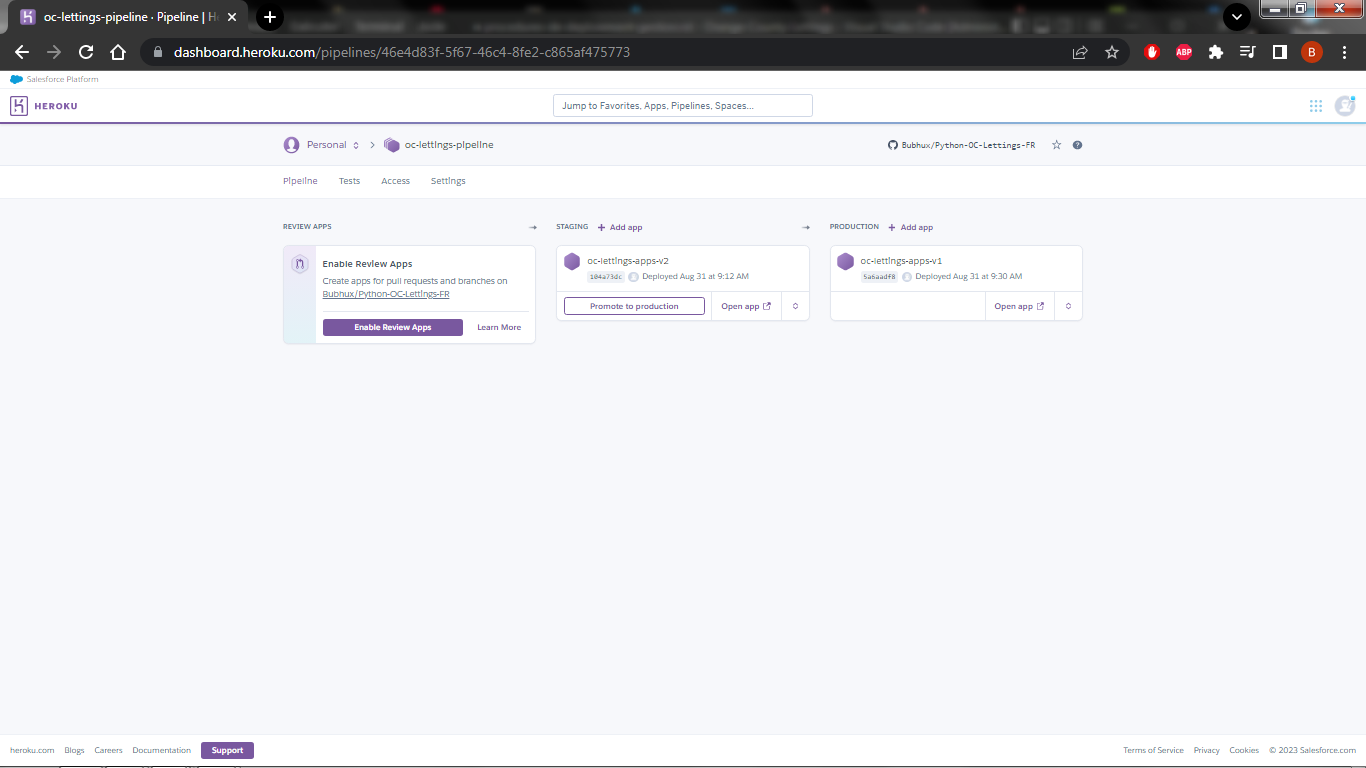 oc-lettings-pipeline · Pipeline | H
dashboard.heroku.com/pipelines/46e4d83f-5f67-46c4-8fe2-c865af475773
ABP
B
Salesforce Platform
HEROKU
Jump to Favorites, Apps, Pipelines, Spaces...
Personal
oc-lettings-pipeline
Bubhux/Python-OC-Lettings-FR
Pipeline Tests Access Settings
REVIEW APPS
Enable Review Apps
Create apps for pull requests and branches on
Bubhux/Python-OC-Lettings-FR
Enable Review Apps Learn More
STAGING + Add app
oc-lettings-apps-v2
104a73dc Deployed Aug 31 at 9:12 AM
Promote to production Open app
PRODUCTION + Add app
oc-lettings-apps-v1
5a6aadf8 Deployed Aug 31 at 9:30 AM
Open app
heroku.com Blogs Careers Documentation Support
Terms of Service Privacy Cookies © 2023 Salesforce.com